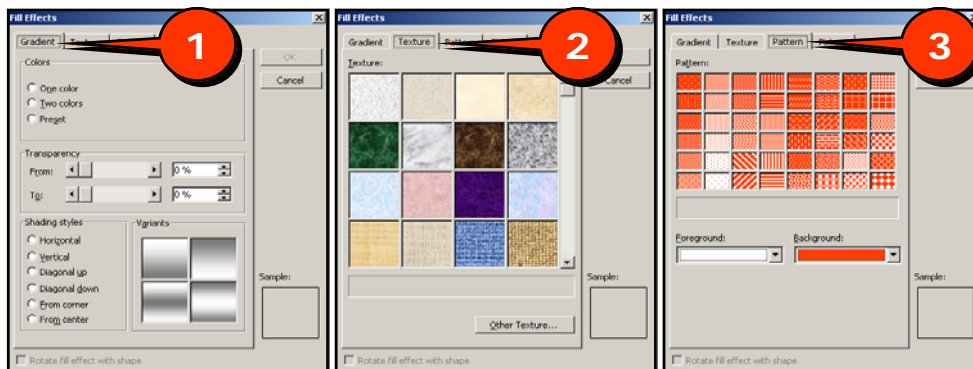 Fill Effects
Gradient
1
Colors
One color
Two colors
Preset
OK
Cancel
Transparency
From: 0 %
To: 0 %
Shading styles
Horizontal
Vertical
Diagonal up
Diagonal down
From corner
From center
Variants
Sample:
Rotate fill effect with shape
Fill Effects
Gradient Texture
2
Texture:
Cancel
Other Texture...
Sample:
Rotate fill effect with shape
Fill Effects
Gradient Texture Pattern
3
Pattern:
Cancel
Foreground: Background:
Sample:
Rotate fill effect with shape